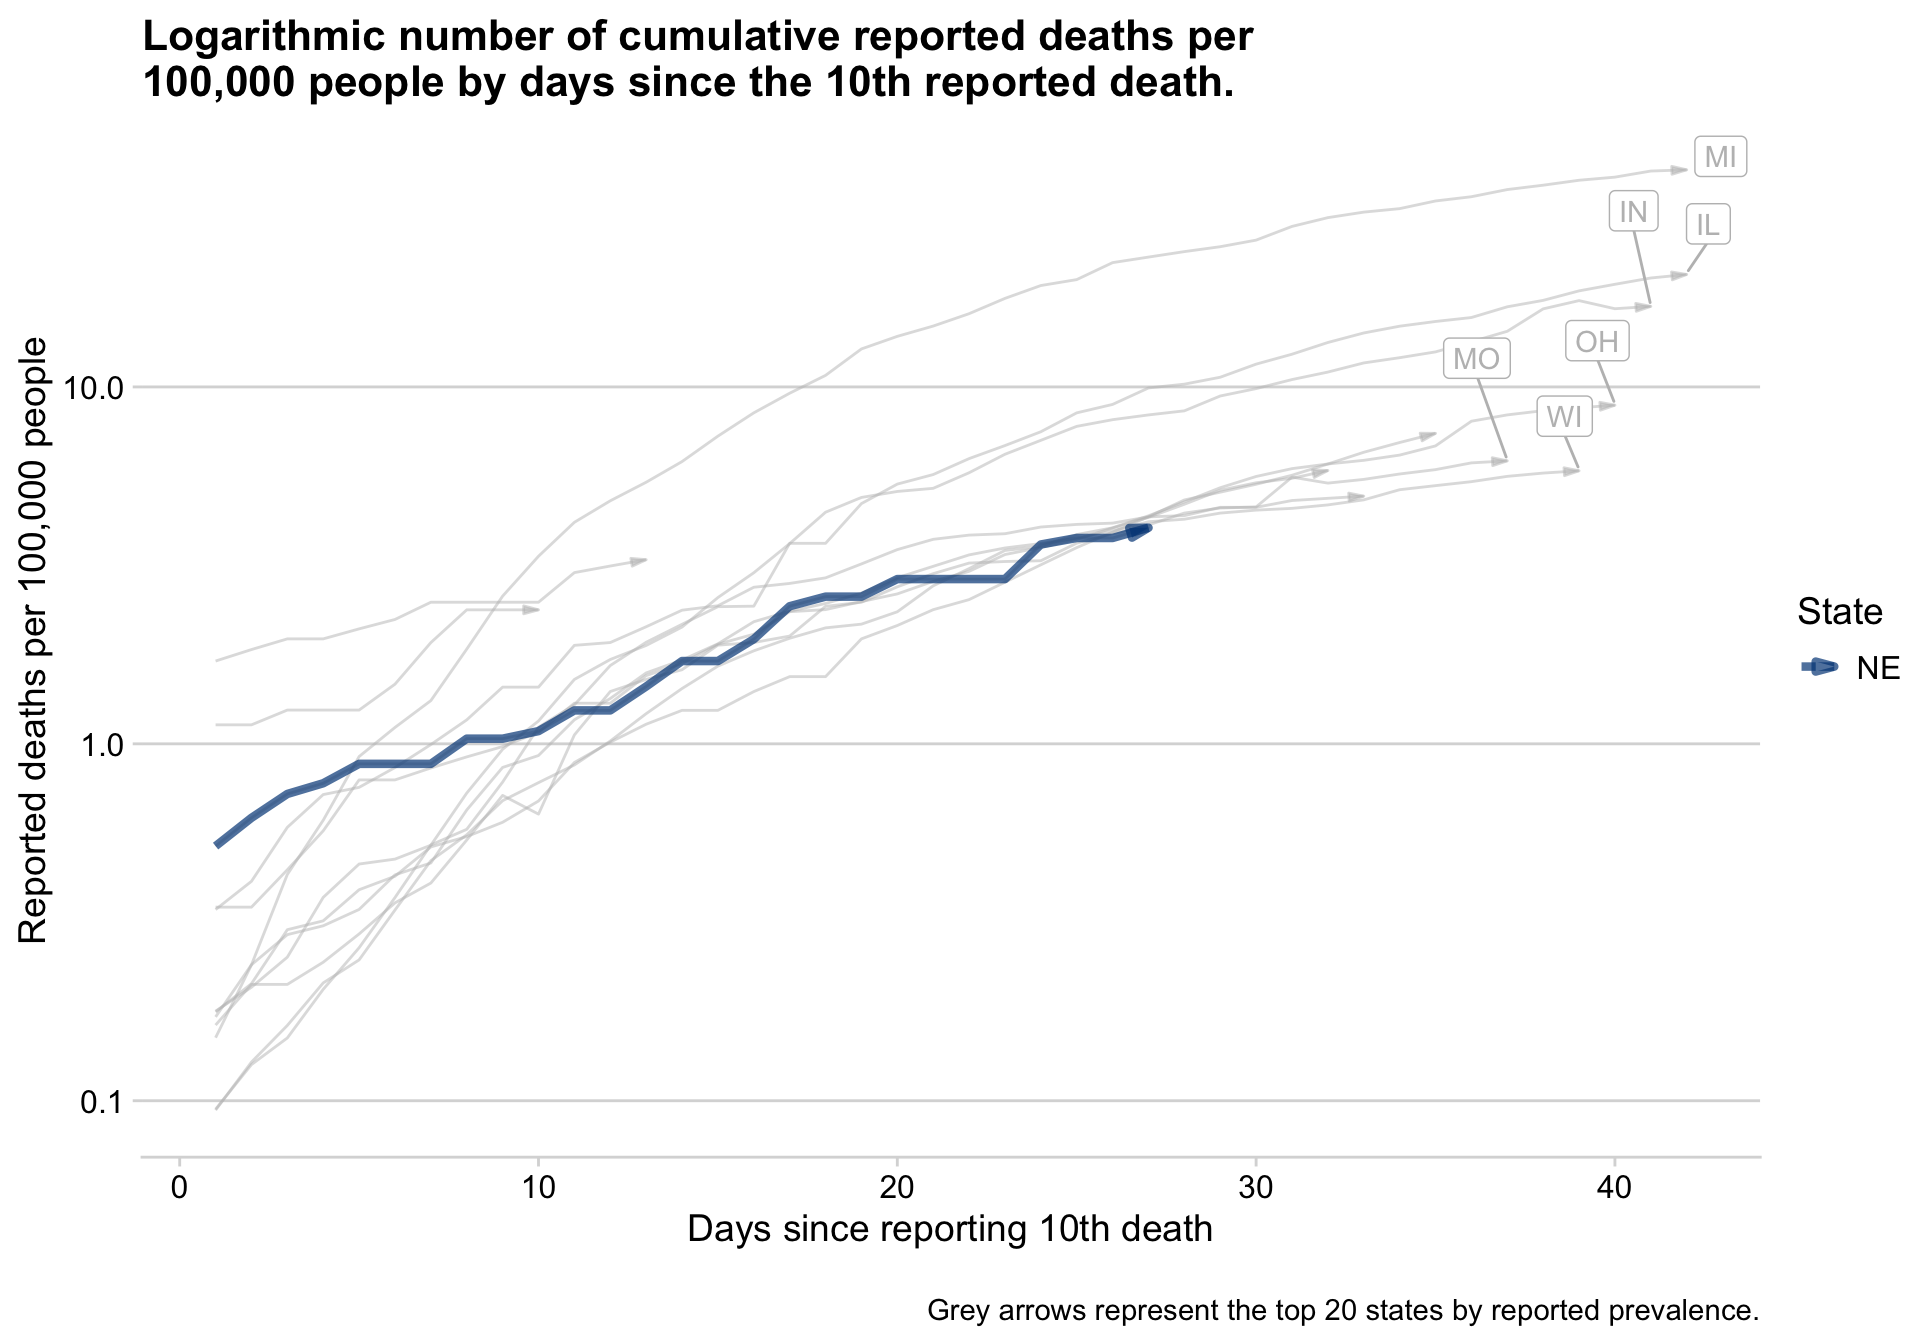 Logarithmic number of cumulative reported deaths per
100,000 people by days since the 10th reported death.
Reported deaths per 100,000 people
10.0
1.0
0.1
MI
IN
IL
OH
MO
WI
State
NE
0
10
20
30
40
Days since reporting 10th death
Grey arrows represent the top 20 states by reported prevalence.